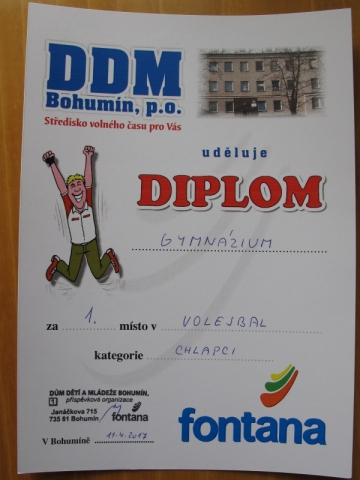 DDM
Bohumín, p.o.
Středisko volného času pro Vás
uděluje
DIPLOM
GYMNÁZIUM
za 1. místo v VOLEJBAL
kategorie CHLAPCI
DŮM DĚTÍ A MLÁDEŽE BOHUMÍN,
1 příspěvková organizace
Janáčkova 715
735 81 Bohumín fontana
fontana
V Bohumíně 11.4.2017